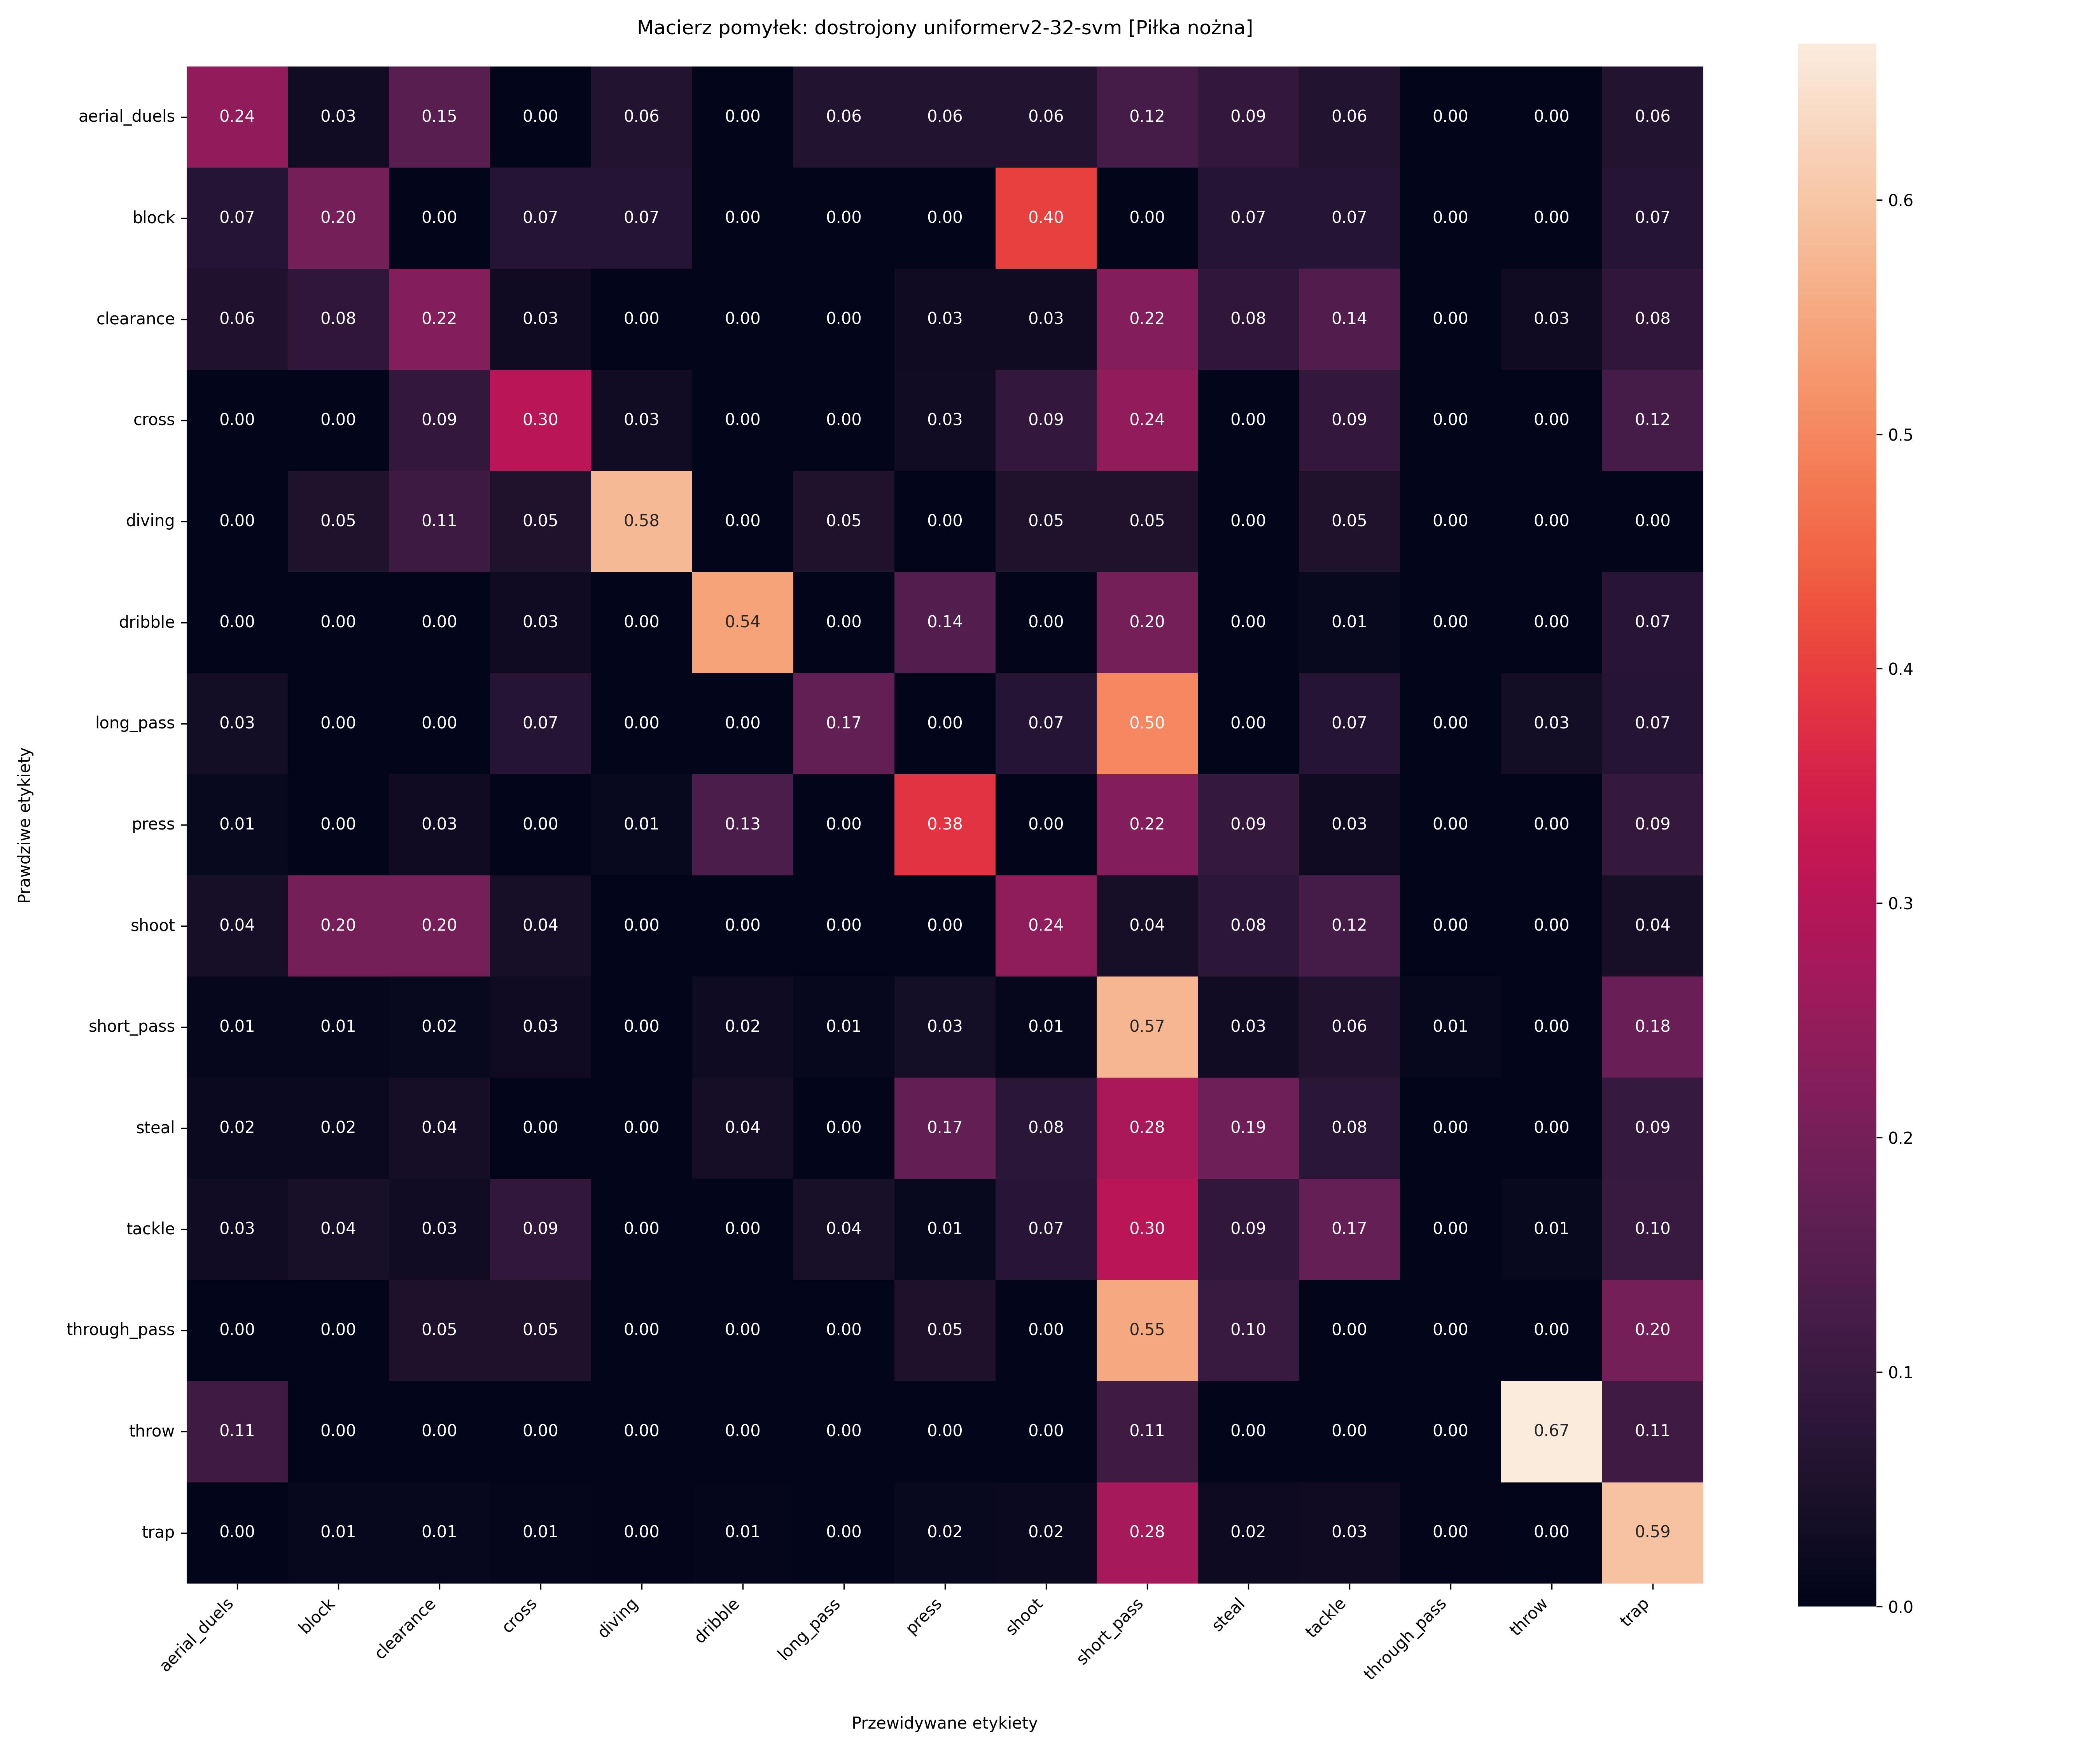 Macierz pomyłek: dostrojony uniformerv2-32-svm [Piłka nożna]
aerial_duels 0.24 0.03 0.15 0.00 0.06 0.00 0.06 0.06 0.06 0.12 0.09 0.06 0.00 0.00 0.06
block 0.07 0.20 0.00 0.07 0.07 0.00 0.00 0.00 0.40 0.00 0.07 0.07 0.00 0.00 0.07
clearance 0.06 0.08 0.22 0.03 0.00 0.00 0.00 0.03 0.03 0.22 0.08 0.14 0.00 0.03 0.08
cross 0.00 0.00 0.09 0.30 0.03 0.00 0.00 0.03 0.09 0.24 0.00 0.09 0.00 0.00 0.12
diving 0.00 0.05 0.11 0.05 0.58 0.00 0.05 0.00 0.05 0.05 0.00 0.05 0.00 0.00 0.00
dribble 0.00 0.00 0.00 0.03 0.00 0.54 0.00 0.14 0.00 0.20 0.00 0.01 0.00 0.00 0.07
long_pass 0.03 0.00 0.00 0.07 0.00 0.00 0.17 0.00 0.07 0.50 0.00 0.07 0.00 0.03 0.07
press 0.01 0.00 0.03 0.00 0.01 0.13 0.00 0.38 0.00 0.22 0.09 0.03 0.00 0.00 0.09
shoot 0.04 0.20 0.20 0.04 0.00 0.00 0.00 0.00 0.24 0.04 0.08 0.12 0.00 0.00 0.04
short_pass 0.01 0.01 0.02 0.03 0.00 0.02 0.01 0.03 0.01 0.57 0.03 0.06 0.01 0.00 0.18
steal 0.02 0.02 0.04 0.00 0.00 0.04 0.00 0.17 0.08 0.28 0.19 0.08 0.00 0.00 0.09
tackle 0.03 0.04 0.03 0.09 0.00 0.00 0.04 0.01 0.07 0.30 0.09 0.17 0.00 0.01 0.10
through_pass 0.00 0.00 0.05 0.05 0.00 0.00 0.00 0.05 0.00 0.55 0.10 0.00 0.00 0.00 0.20
throw 0.11 0.00 0.00 0.00 0.00 0.00 0.00 0.00 0.00 0.11 0.00 0.00 0.00 0.67 0.11
trap 0.00 0.01 0.01 0.01 0.00 0.01 0.00 0.02 0.02 0.28 0.02 0.03 0.00 0.00 0.59
aerial_duels block clearance cross diving dribble long_pass press shoot short_pass steal tackle through_pass throw trap
Przewidywane etykiety
Prawdziwe etykiety
0.6
0.5
0.4
0.3
0.2
0.1
0.0